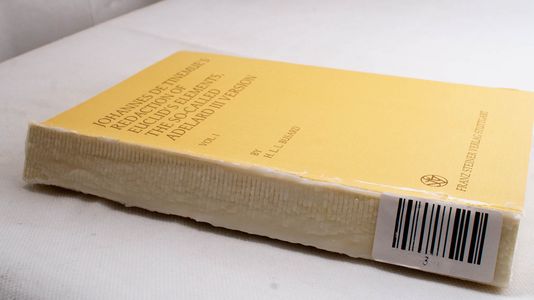 JOHANNES DE TINEMUE'S
REDACTION OF
EUCLID'S ELEMENTS,
THE SO-CALLED
ADELARD III VERSION
VOL. I
BY
H.L.L. BUSARD
FRANZ STEINER VERLAG STUTTGART
3